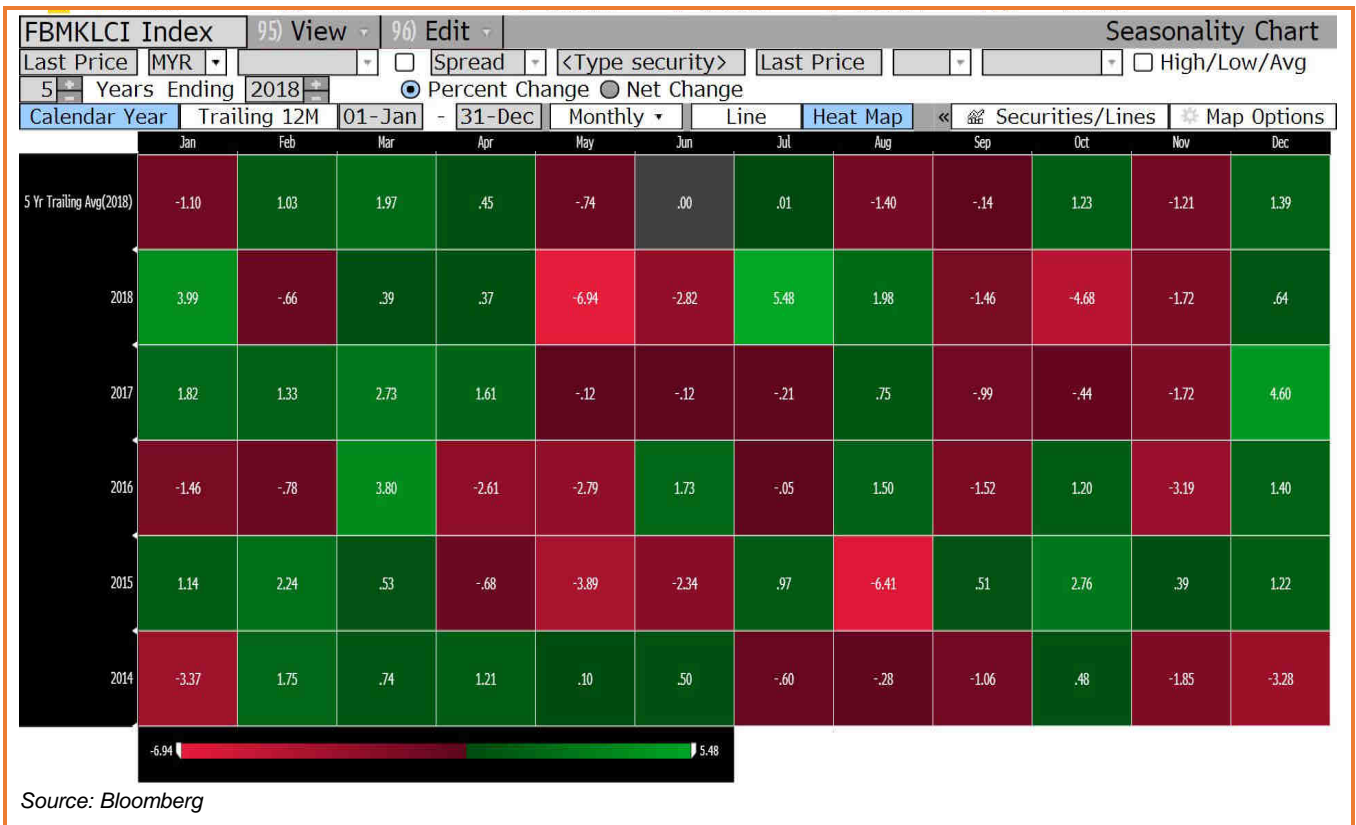 FBMKLCI Index 95) View 96) Edit Seasonality Chart
Last Price MYR Spread <Type security> Last Price High/Low/Avg
5 Years Ending 2018 Percent Change Net Change
Calendar Year Trailing 12M 01-Jan - 31-Dec Monthly Line Heat Map « Securities/Lines Map Options
Jan Feb Mar Apr May Jun Jul Aug Sep Oct Nov Dec
5 Yr Trailing Avg(2018) -1.10 1.03 1.97 .45 -.74 .00 .01 -1.40 -.14 1.23 -1.21 1.39
2018 3.99 -.66 .39 .37 -6.94 -2.82 5.48 1.98 -1.46 -4.68 -1.72 .64
2017 1.82 1.33 2.73 1.61 -.12 -.12 -.21 .75 -.99 -.44 -1.72 4.60
2016 -1.46 -.78 3.80 -2.61 -2.79 1.73 -.05 1.50 -1.52 1.20 -3.19 1.40
2015 1.14 2.24 .53 -.68 -3.89 -2.34 .97 -6.41 .51 2.76 .39 1.22
2014 -3.37 1.75 .74 1.21 .10 .50 -.60 -.28 -1.06 .48 -1.85 -3.28
-6.94 5.48
Source: Bloomberg